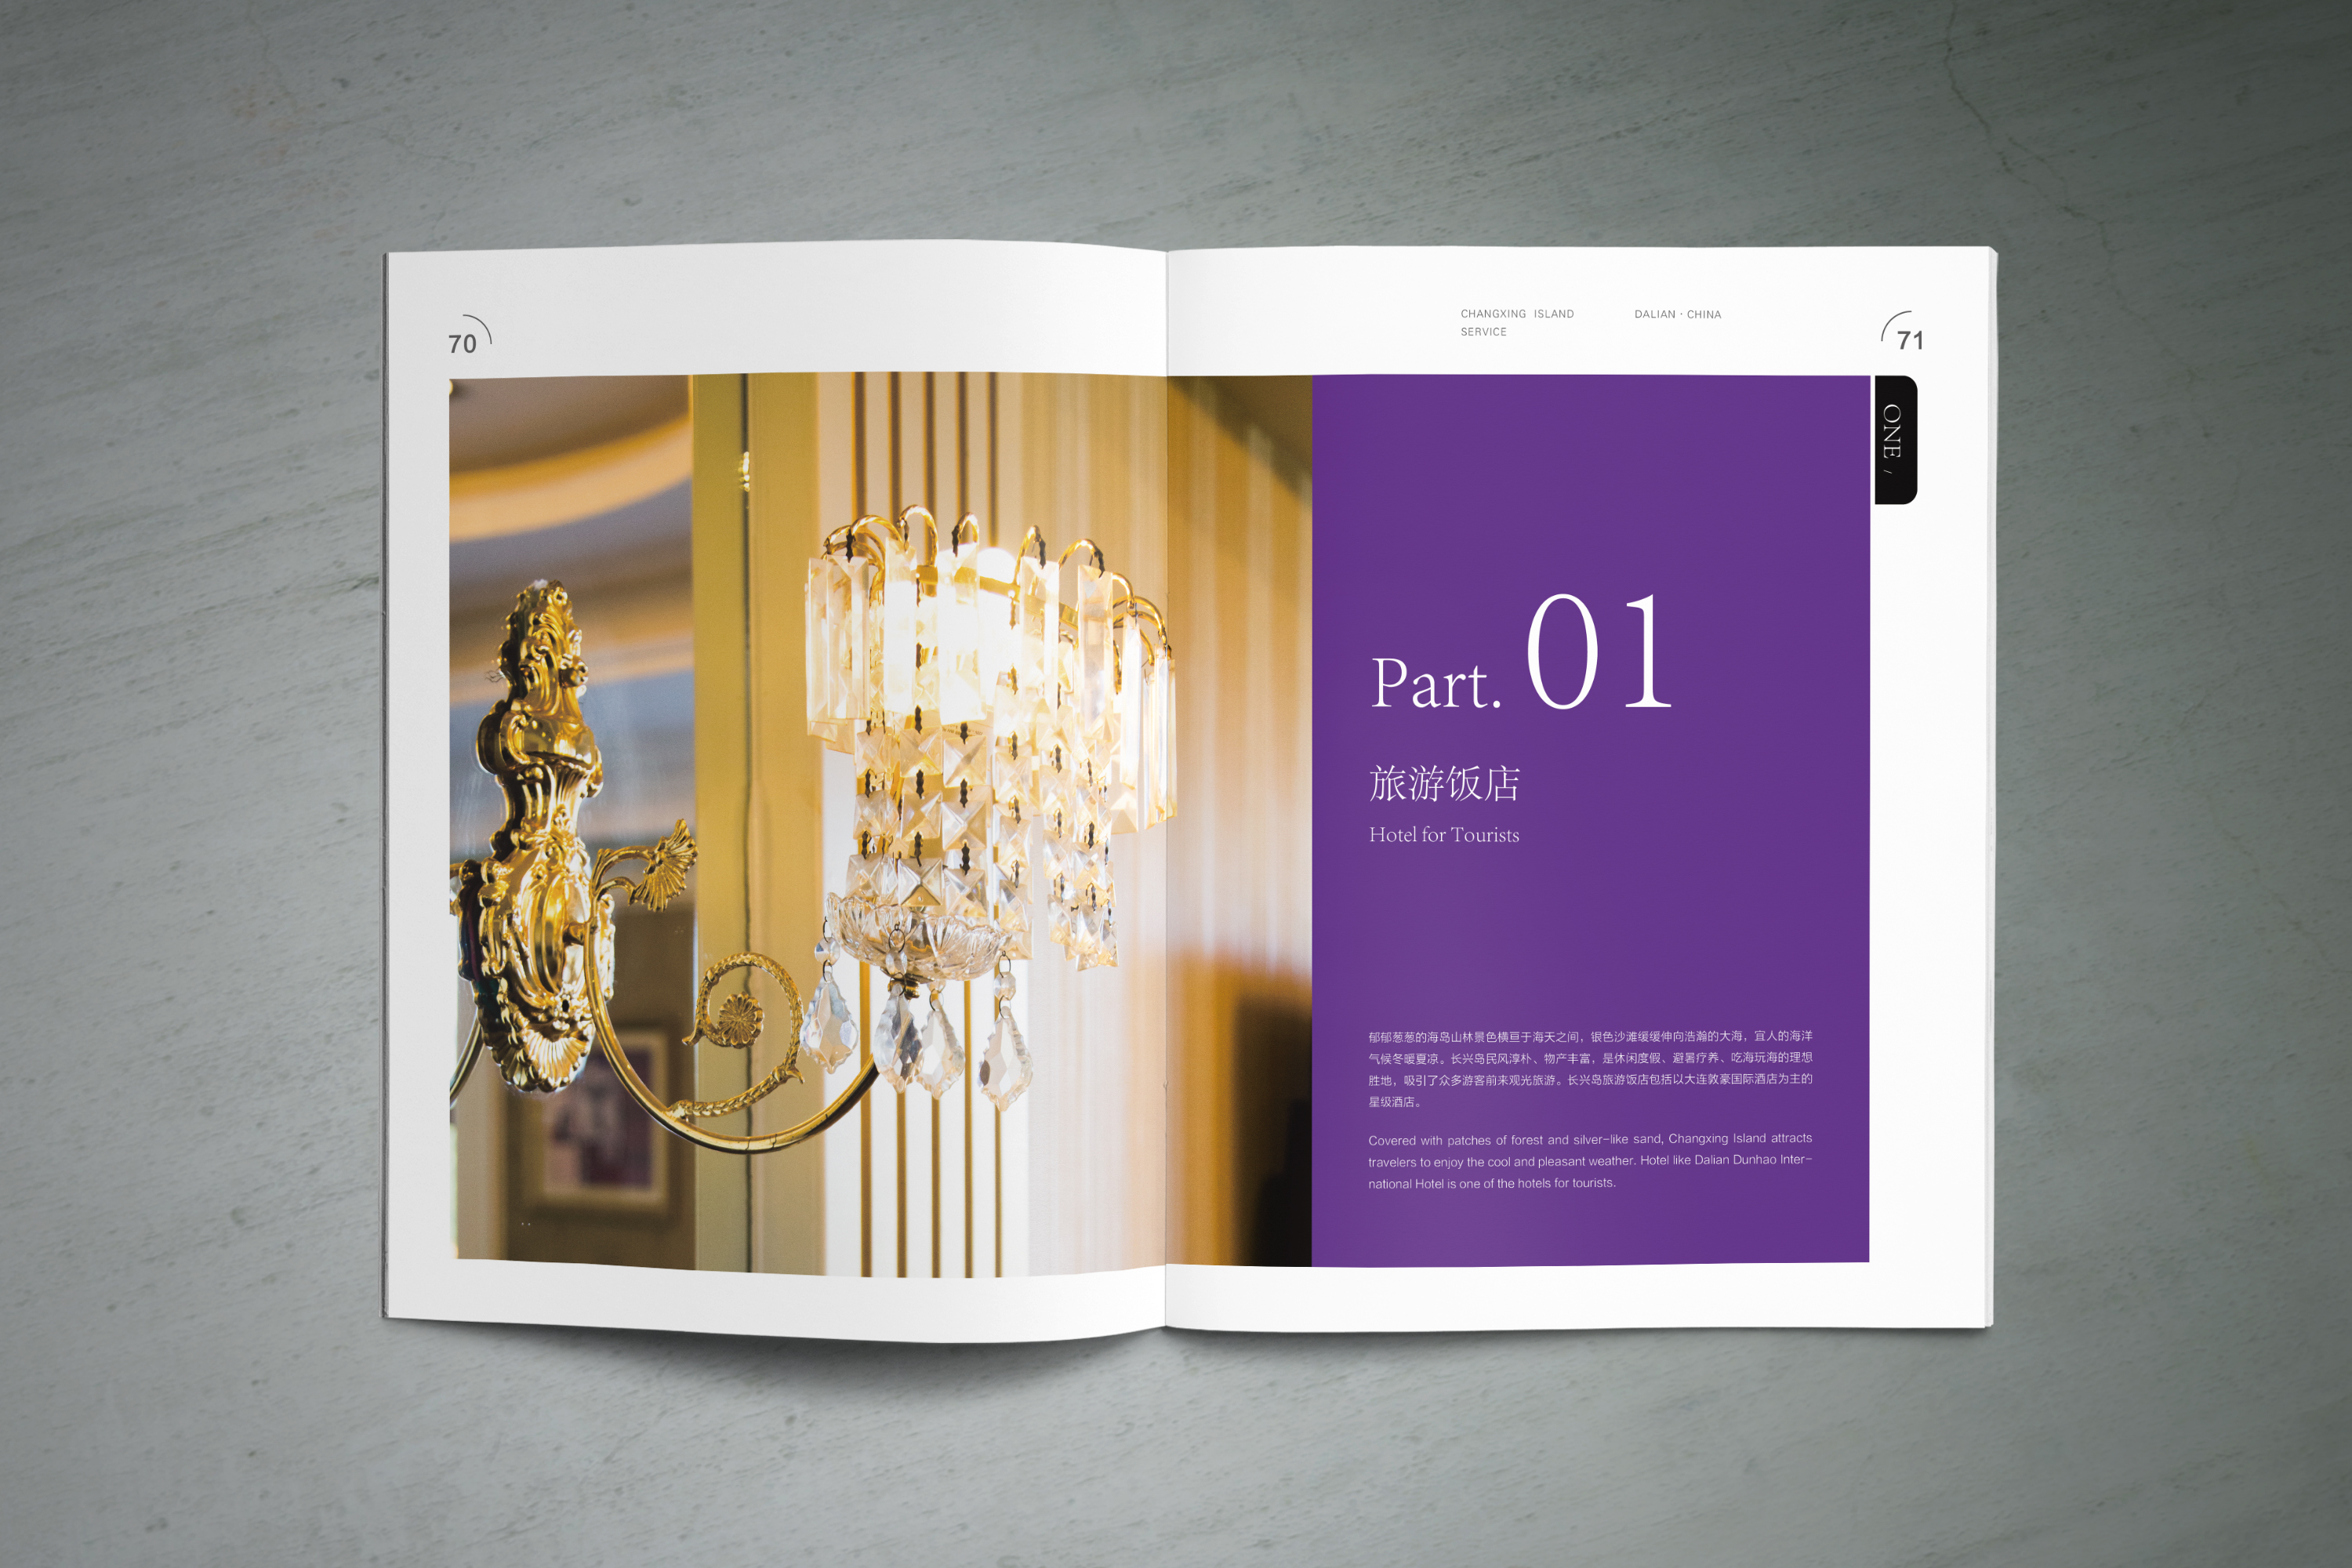 70
CHANGXING ISLAND
SERVICE
DALIAN · CHINA
71
ONE /
Part. 01
旅游饭店
Hotel for Tourists
郁郁葱葱的海岛山林景色横亘于海天之间，银色沙滩缓缓伸向浩瀚的大海，宜人的海洋
气候冬暖夏凉。长兴岛民风淳朴、物产丰富，是休闲度假、避暑疗养、吃海玩海的理想
胜地，吸引了众多游客前来观光旅游。长兴岛旅游饭店包括以大连敦豪国际酒店为主的
星级酒店。
Covered with patches of forest and silver-like sand, Changxing Island attracts
travelers to enjoy the cool and pleasant weather. Hotel like Dalian Dunhao Inter-
national Hotel is one of the hotels for tourists.